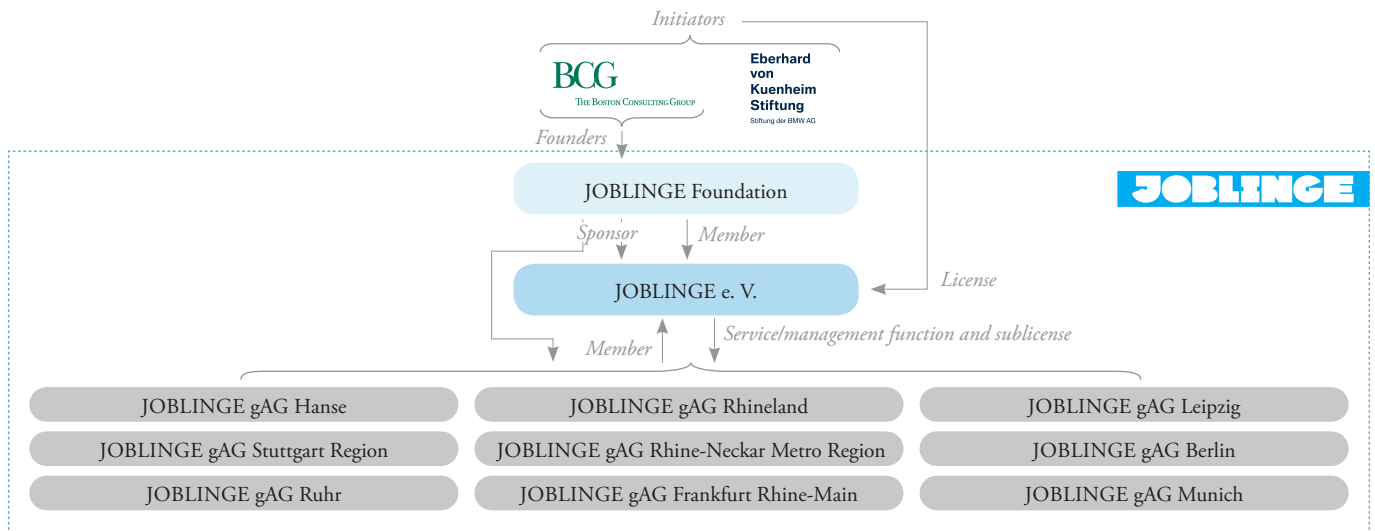 Initiators
BCG
THE BOSTON CONSULTING GROUP
Eberhard
von
Kuenheim
Stiftung
Stiftung der BMW AG
Founders
JOBLINGE Foundation
JOBLINGE
Sponsor
Member
JOBLINGE e. V.
License
Member
Service/management function and sublicense
JOBLINGE gAG Hanse
JOBLINGE gAG Rhineland
JOBLINGE gAG Leipzig
JOBLINGE gAG Stuttgart Region
JOBLINGE gAG Rhine-Neckar Metro Region
JOBLINGE gAG Berlin
JOBLINGE gAG Ruhr
JOBLINGE gAG Frankfurt Rhine-Main
JOBLINGE gAG Munich